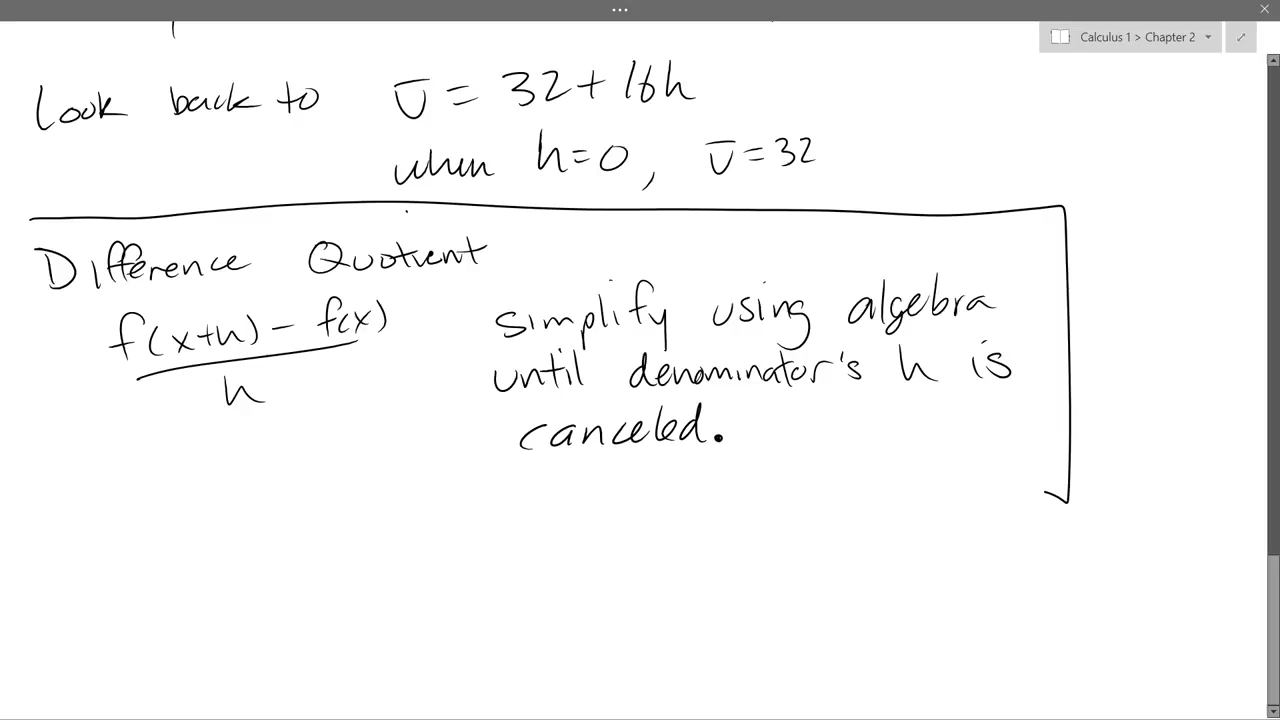 Calculus 1 > Chapter 2
Look back to v̅ = 32 + 16h
when h=0, v̅ = 32
Difference Quotient
f(x+h) - f(x)
h
simplify using algebra
until denominator's h is
canceled.